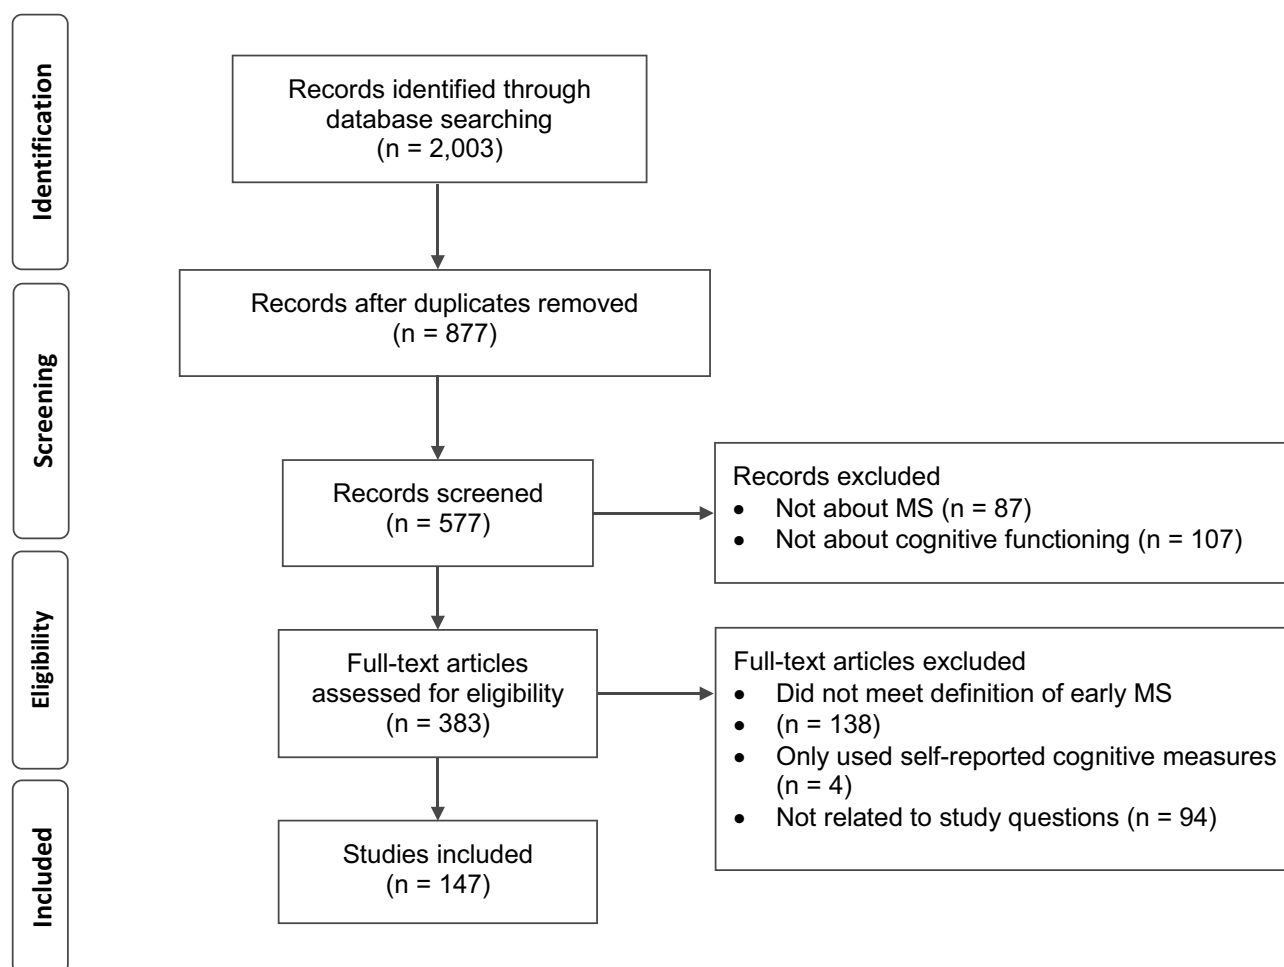 Identification
Records identified through
database searching
(n = 2,003)
Screening
Records after duplicates removed
(n = 877)
Records screened
(n = 577)
Records excluded
• Not about MS (n = 87)
• Not about cognitive functioning (n = 107)
Eligibility
Full-text articles
assessed for eligibility
(n = 383)
Full-text articles excluded
• Did not meet definition of early MS
• (n = 138)
• Only used self-reported cognitive measures
(n = 4)
• Not related to study questions (n = 94)
Included
Studies included
(n = 147)